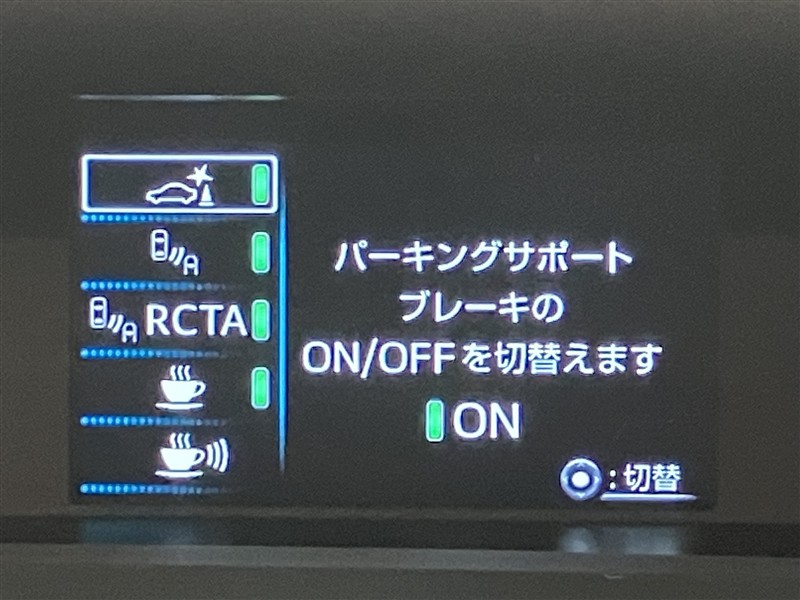 RCTA
パーキングサポート
ブレーキの
ON/OFFを切替えます
ON
:切替